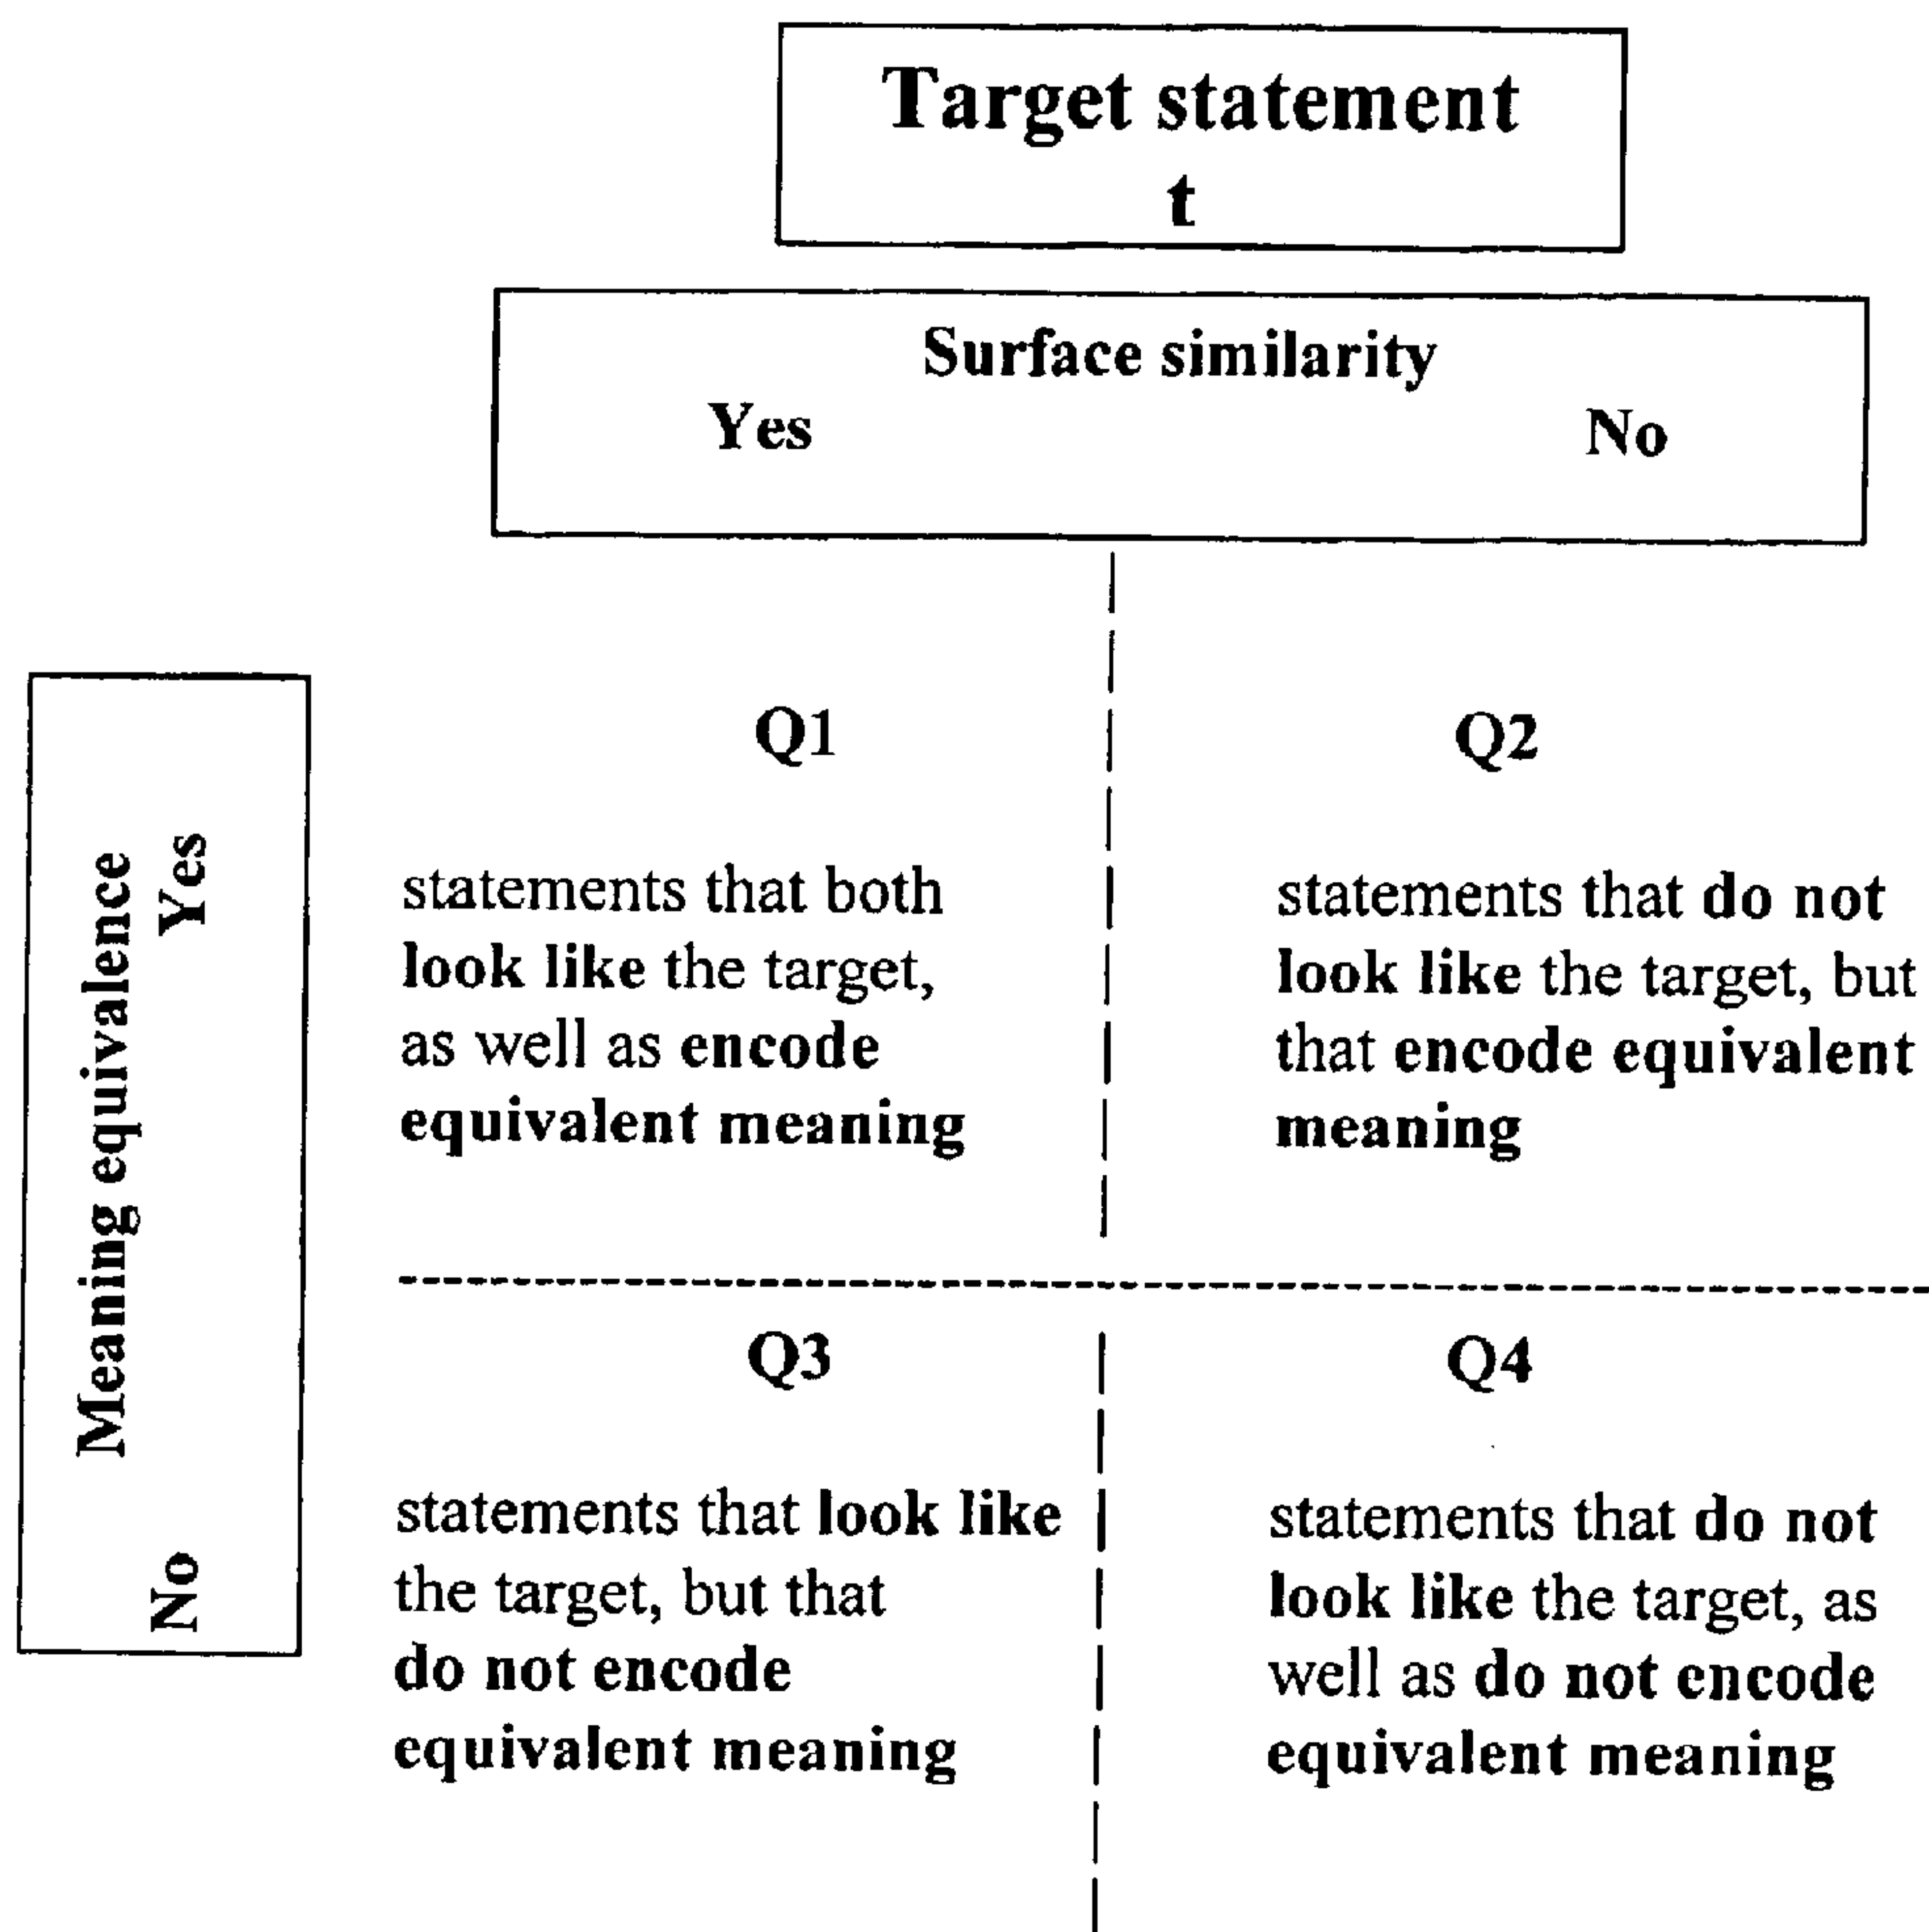 Target statement
t
Surface similarity
Yes No
Meaning equivalence
Yes
No
Q1
statements that both
look like the target,
as well as encode
equivalent meaning
Q2
statements that do not
look like the target, but
that encode equivalent
meaning
Q3
statements that look like
the target, but that
do not encode
equivalent meaning
Q4
statements that do not
look like the target, as
well as do not encode
equivalent meaning